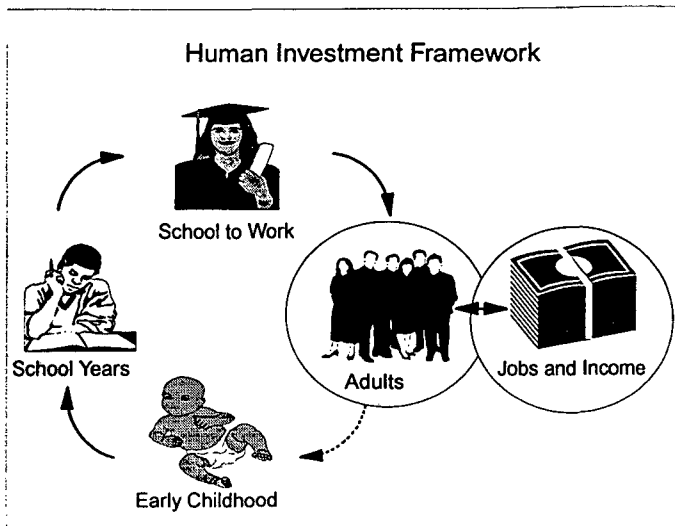 Human Investment Framework
School to Work
School Years
Adults
Jobs and Income
Early Childhood